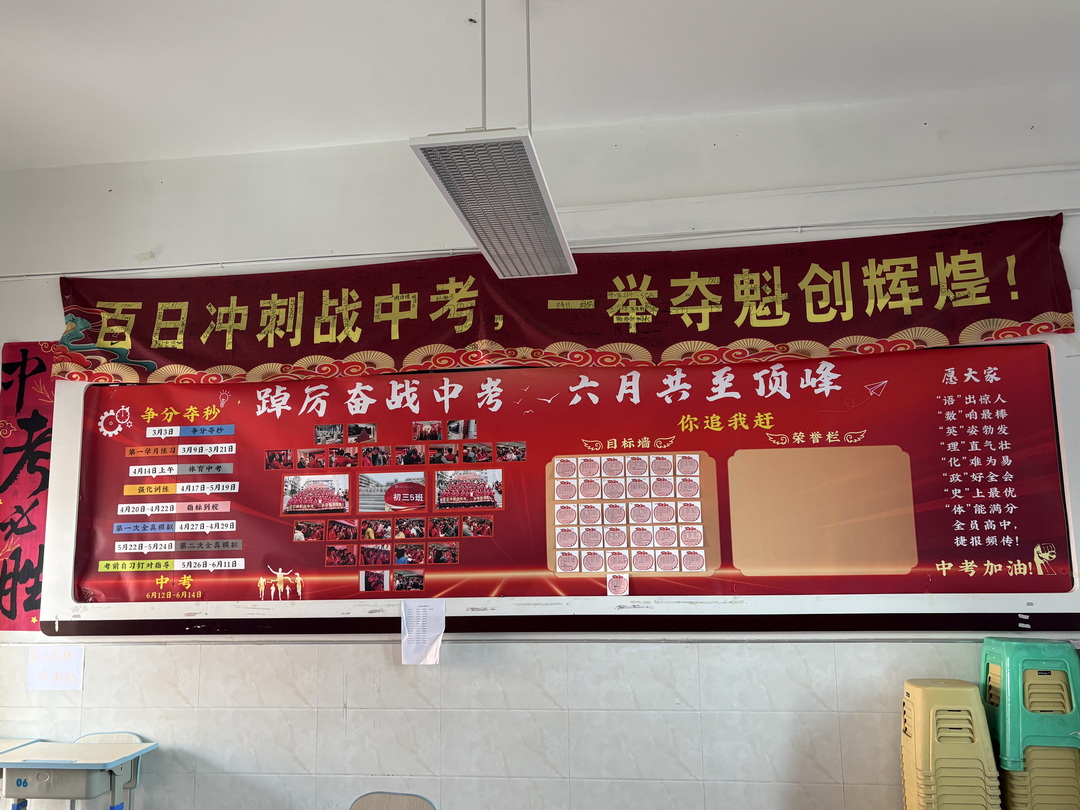 百日冲刺战中考，一举夺魁创辉煌！
中考必胜
踔厉奋战中考 六月共至顶峰
争分夺秒
3月3日 争分夺秒
第一学月练习 3月9日-3月21日
4月14日上午 体育中考
强化训练 4月17日-5月19日
4月20日-4月22日 指标到校
第一次全真模拟 4月27日-4月29日
5月22日-5月24日 第二次全真模拟
考前自习钉对指导 5月26日-6月11日
中考
6月12日-6月14日
初三5班
你追我赶
目标墙
荣誉栏
愿大家
“语”出惊人
“数”咱最棒
“英”姿勃发
“理”直气壮
“化”难为易
“政”好全会
“史”上最优
“体”能满分
全员高中，
捷报频传！
中考加油！
06